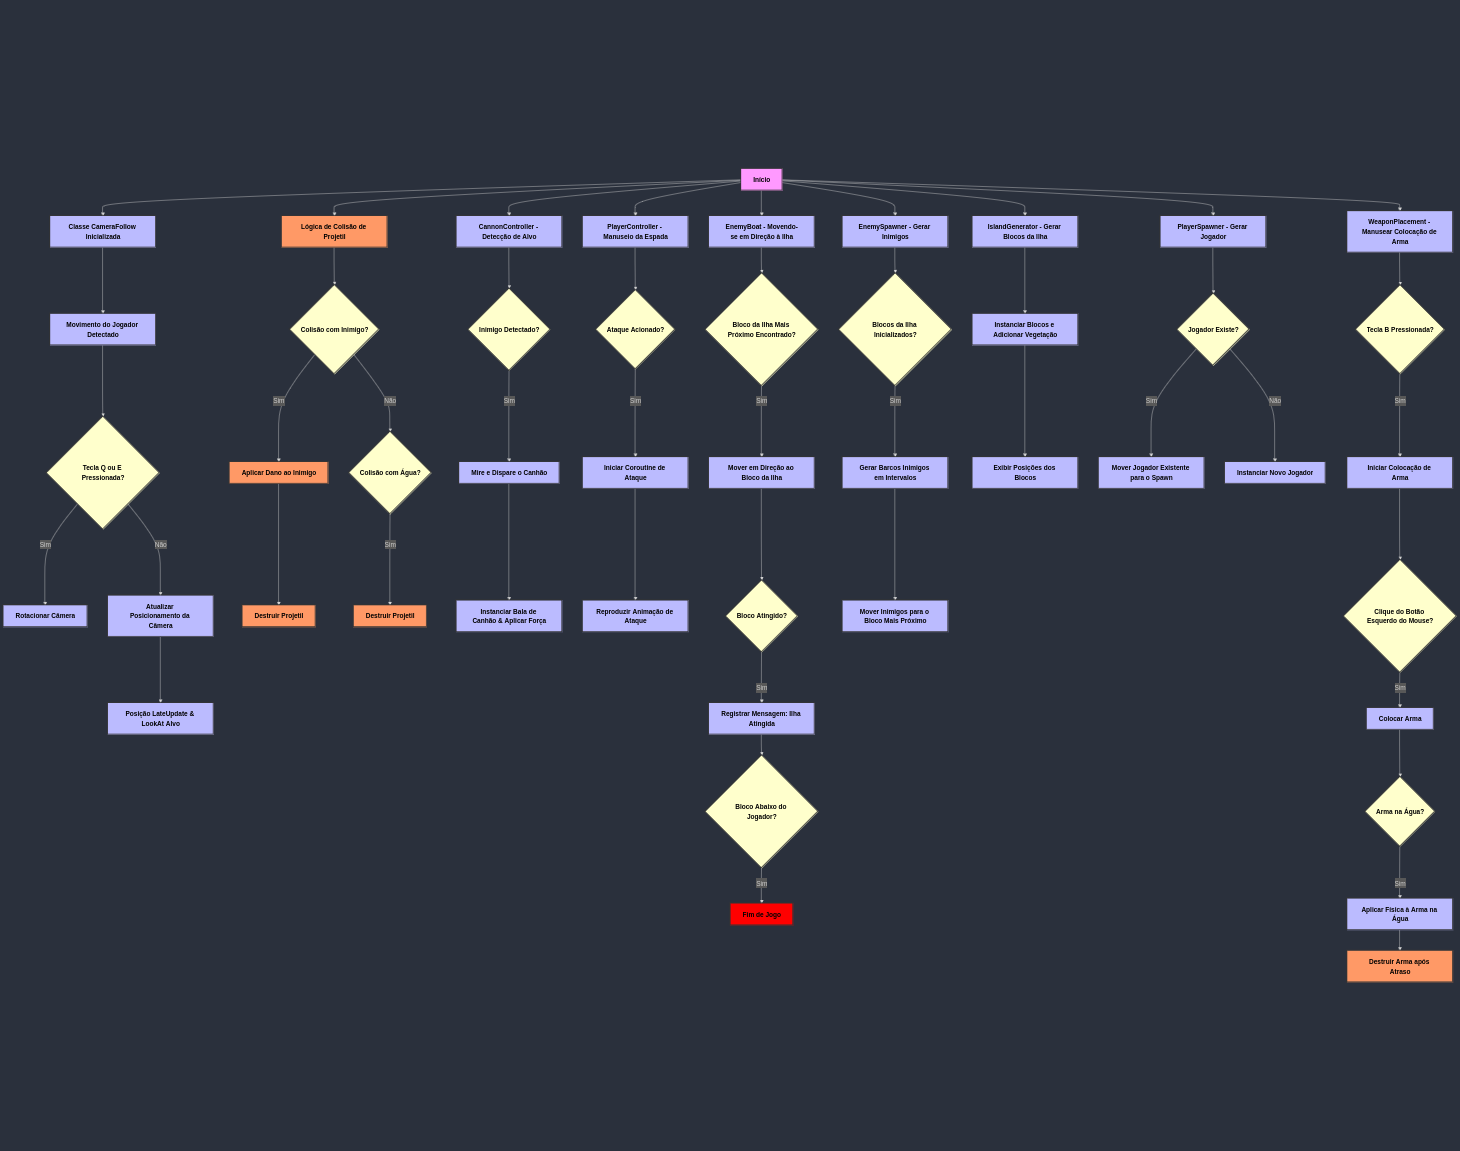 Início
Classe CameraFollow
Inicializada
Lógica de Colisão de
Projetil
CannonController -
Detecção de Alvo
PlayerController -
Manuseio da Espada
EnemyBoat - Movendo-
se em Direção à Ilha
EnemySpawner - Gerar
Inimigos
IslandGenerator - Gerar
Blocos da Ilha
PlayerSpawner - Gerar
Jogador
WeaponPlacement -
Manusear Colocação de
Arma
Movimento do Jogador
Detectado
Colisão com Inimigo?
Inimigo Detectado?
Ataque Acionado?
Bloco da Ilha Mais
Próximo Encontrado?
Blocos da Ilha
Inicializados?
Instanciar Blocos e
Adicionar Vegetação
Jogador Existe?
Tecla B Pressionada?
Sim
Não
Sim
Sim
Sim
Sim
Sim
Não
Sim
Tecla Q ou E
Pressionada?
Aplicar Dano ao Inimigo
Colisão com Água?
Mire e Dispare o Canhão
Iniciar Coroutine de
Ataque
Mover em Direção ao
Bloco da Ilha
Gerar Barcos Inimigos
em Intervalos
Exibir Posições dos
Blocos
Mover Jogador Existente
para o Spawn
Instanciar Novo Jogador
Iniciar Colocação de
Arma
Sim
Não
Sim
Rotacionar Câmera
Atualizar
Posicionamento da
Câmera
Destruir Projetil
Destruir Projetil
Instanciar Bala de
Canhão & Aplicar Força
Reproduzir Animação de
Ataque
Bloco Atingido?
Mover Inimigos para o
Bloco Mais Próximo
Clique do Botão
Esquerdo do Mouse?
Sim
Sim
Posição LateUpdate &
LookAt Alvo
Registrar Mensagem: Ilha
Atingida
Colocar Arma
Bloco Abaixo do
Jogador?
Arma na Água?
Sim
Sim
Fim de Jogo
Aplicar Física à Arma na
Água
Destruir Arma após
Atraso